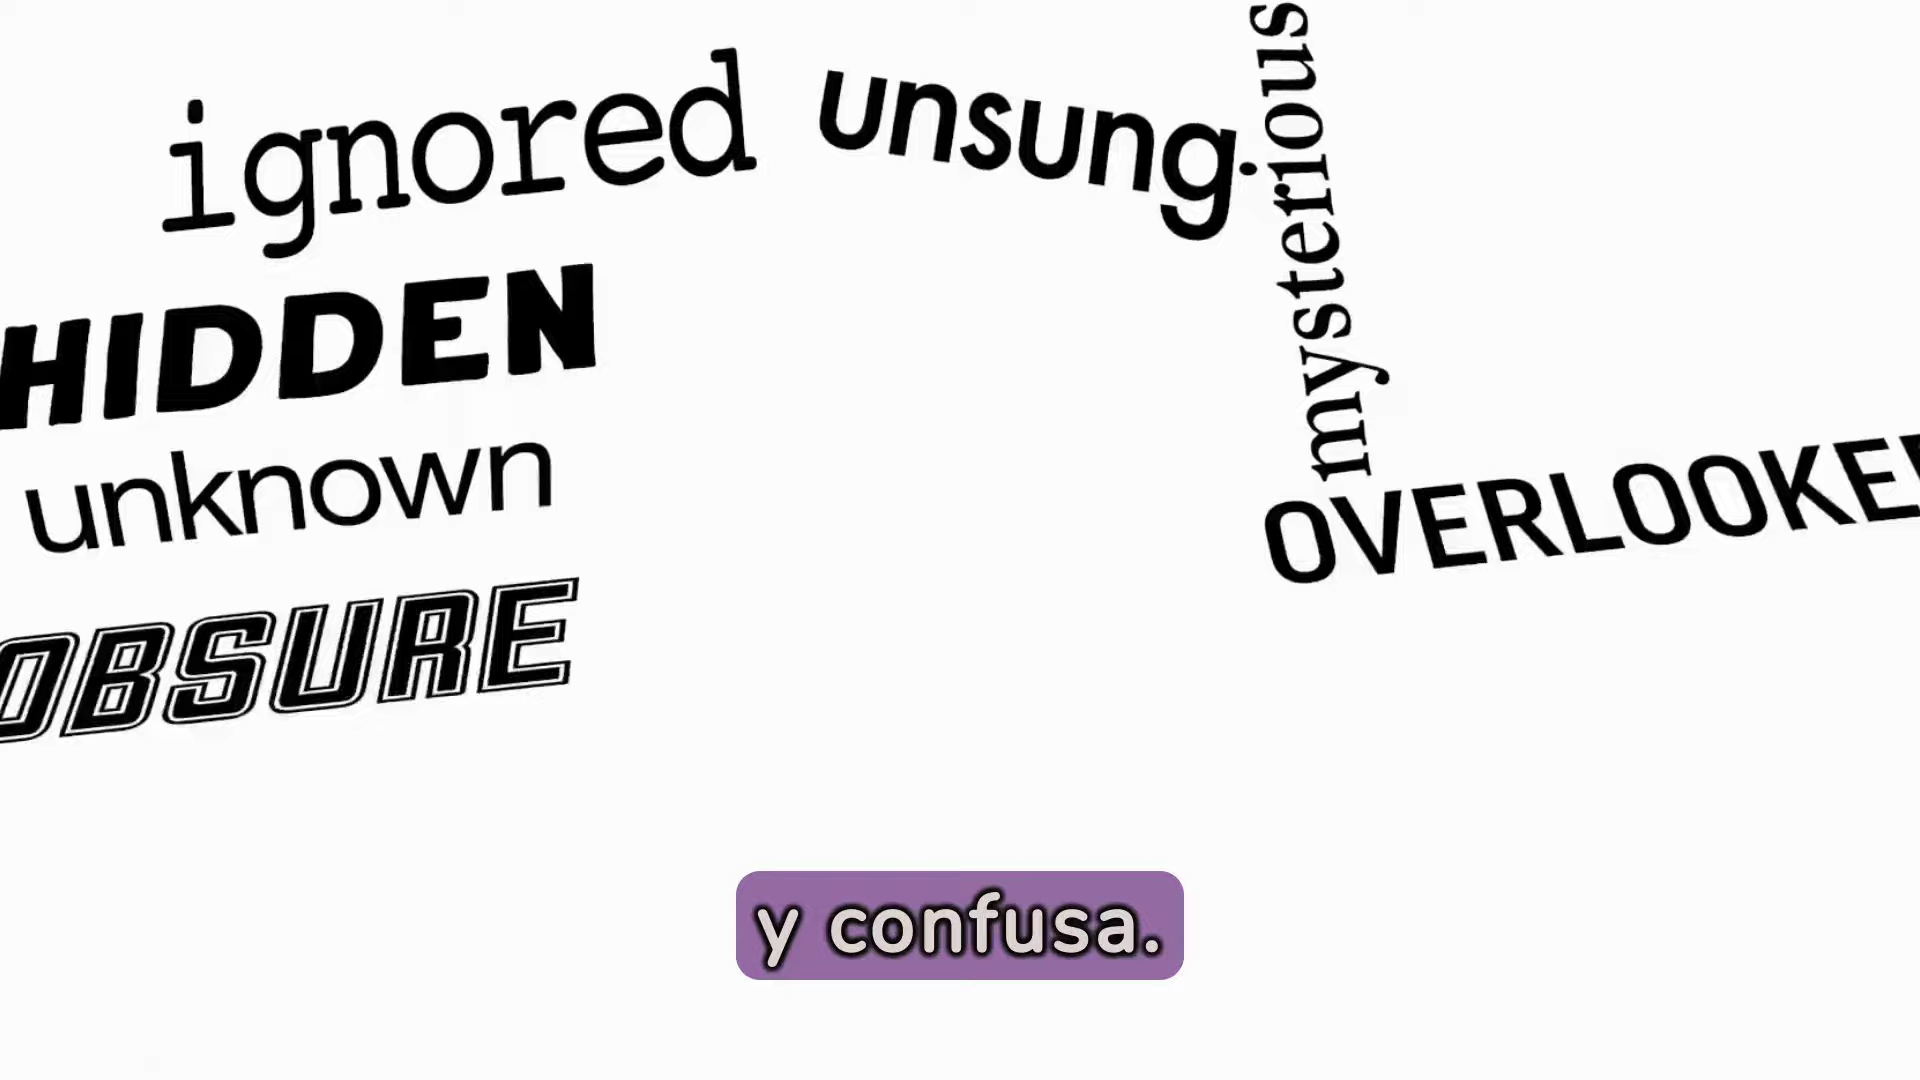 ignored
unsung
mysterious
HIDDEN
unknown
OVERLOOKE
OBSURE
y confusa.